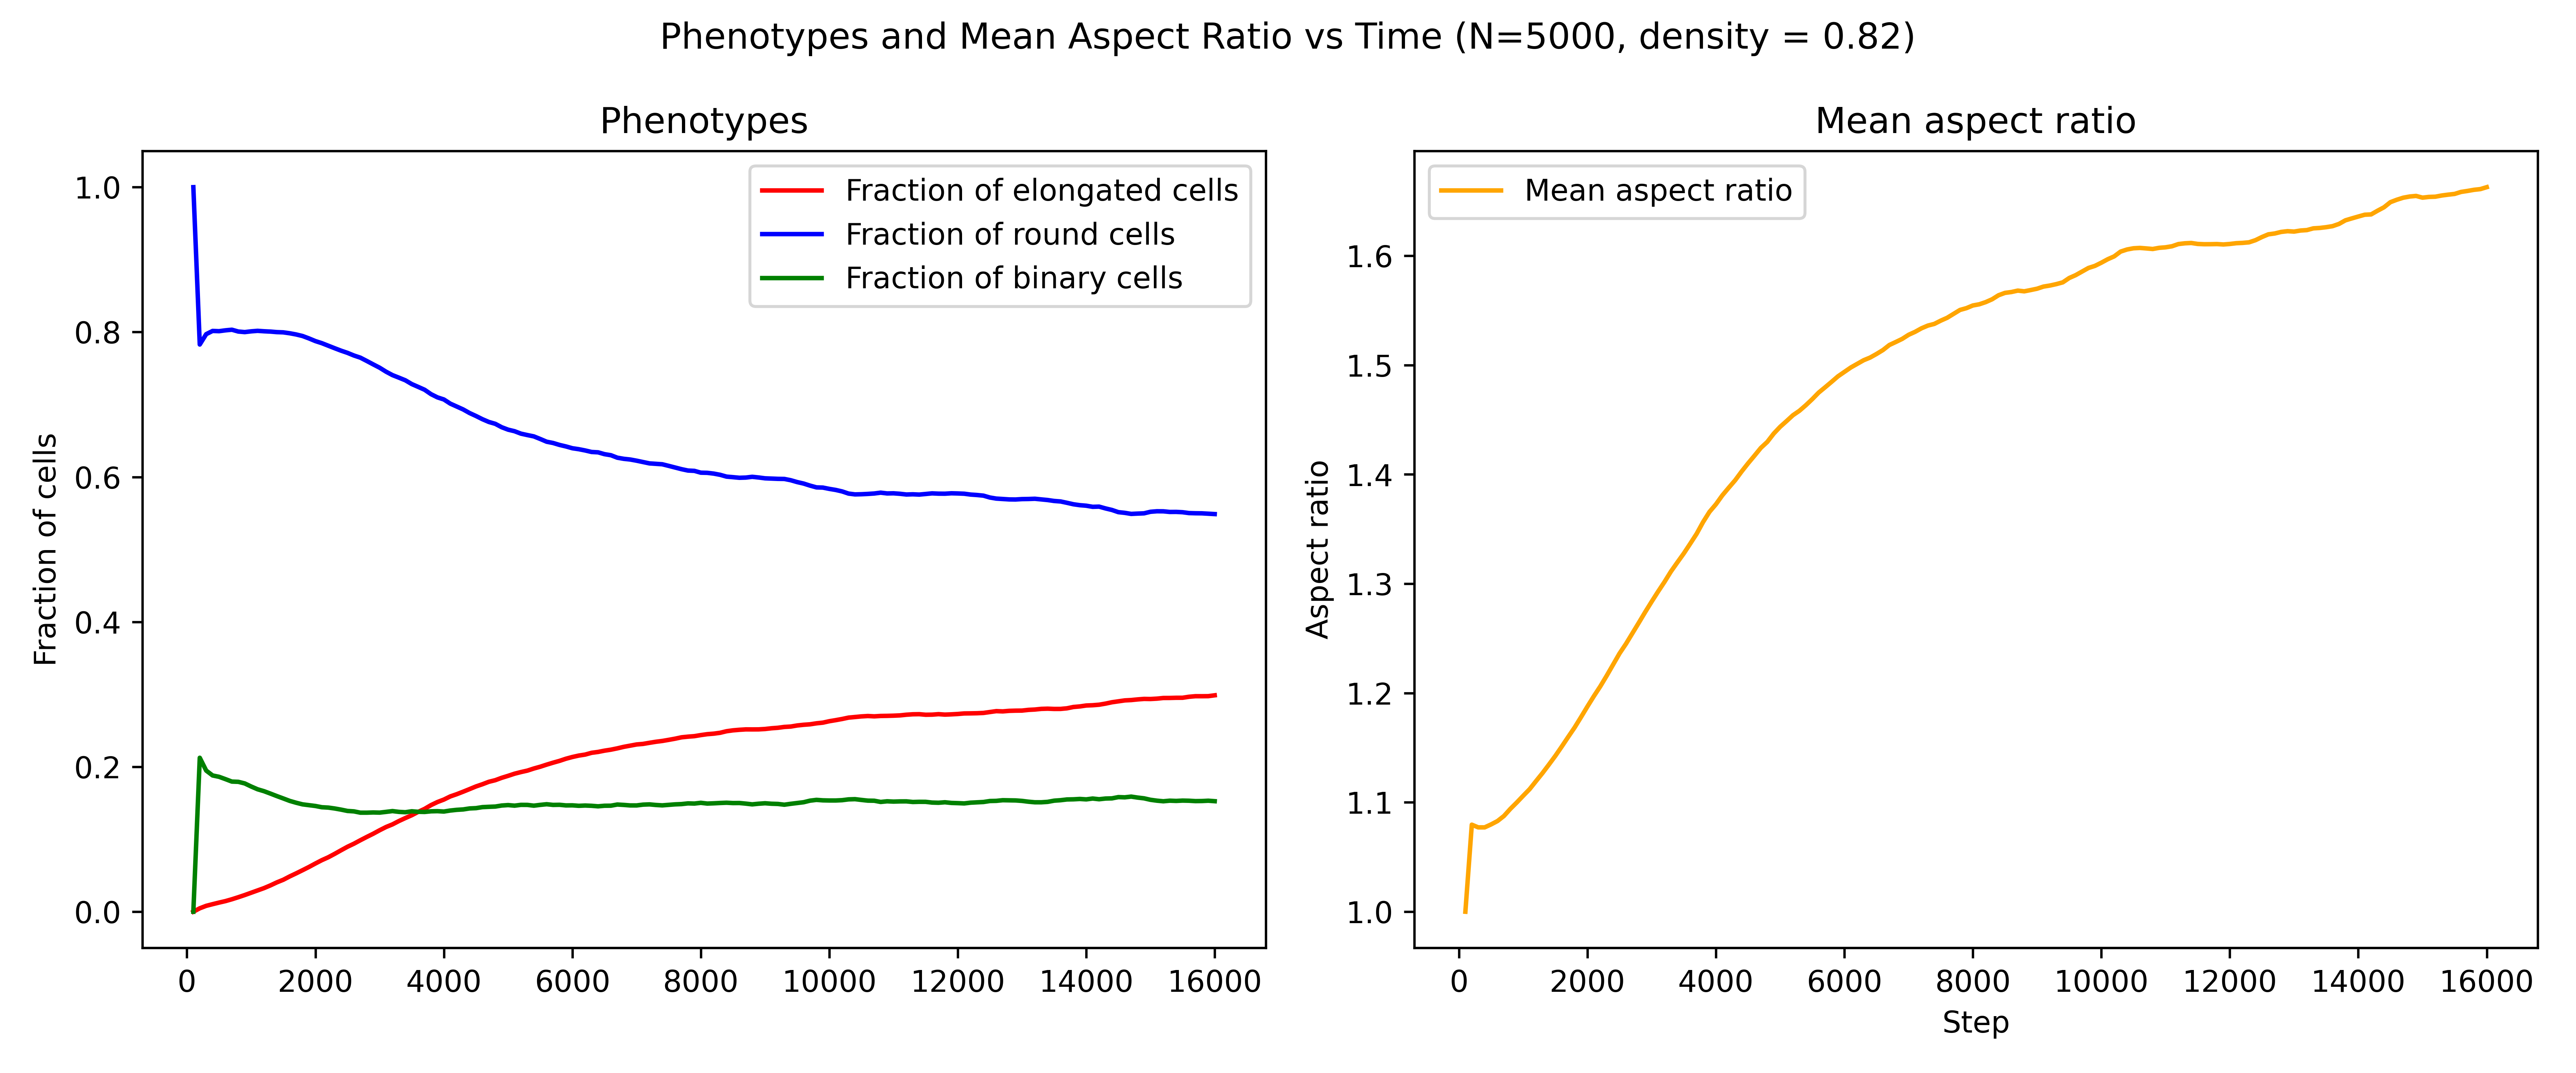 Phenotypes and Mean Aspect Ratio vs Time (N=5000, density = 0.82)
Phenotypes
Fraction of elongated cells
Fraction of round cells
Fraction of binary cells
Fraction of cells
1.0
0.8
0.6
0.4
0.2
0.0
0 2000 4000 6000 8000 10000 12000 14000 16000
Mean aspect ratio
Mean aspect ratio
Aspect ratio
1.6
1.5
1.4
1.3
1.2
1.1
1.0
0 2000 4000 6000 8000 10000 12000 14000 16000
Step